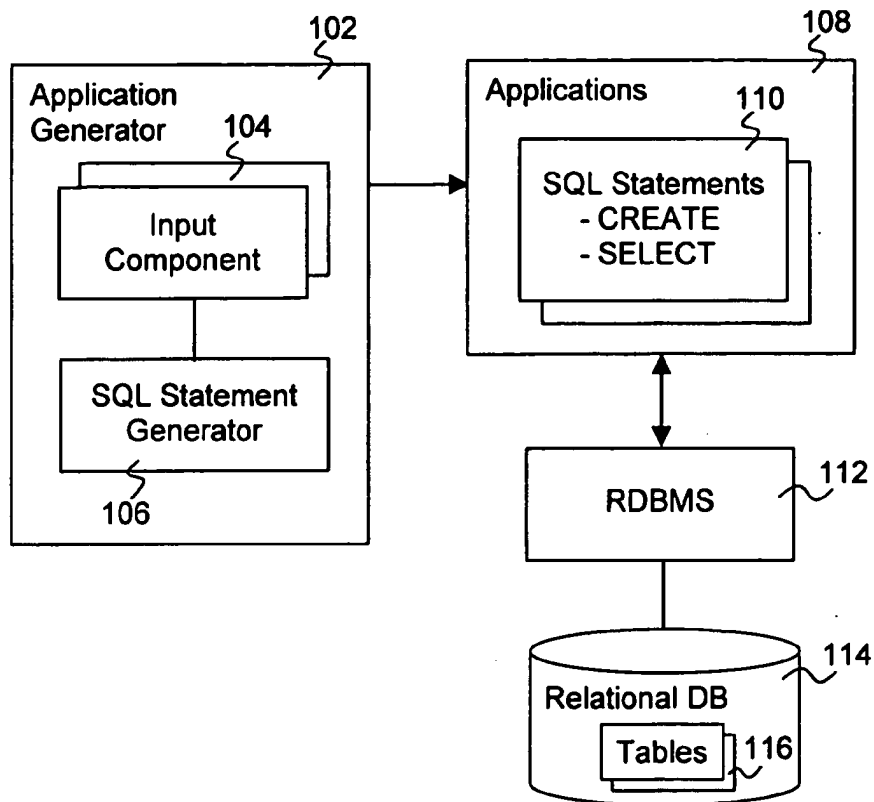 102
Application
Generator
104
Input
Component
SQL Statement
Generator
106
108
Applications
110
SQL Statements
- CREATE
- SELECT
RDBMS
112
Relational DB
114
Tables
116